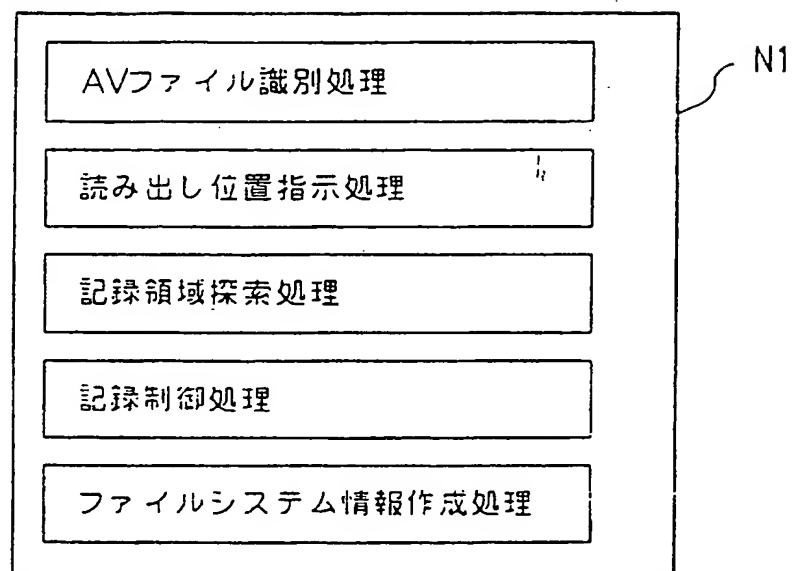 AVファイル識別処理
N1
読み出し位置指示処理
記録領域探索処理
記録制御処理
ファイルシステム情報作成処理